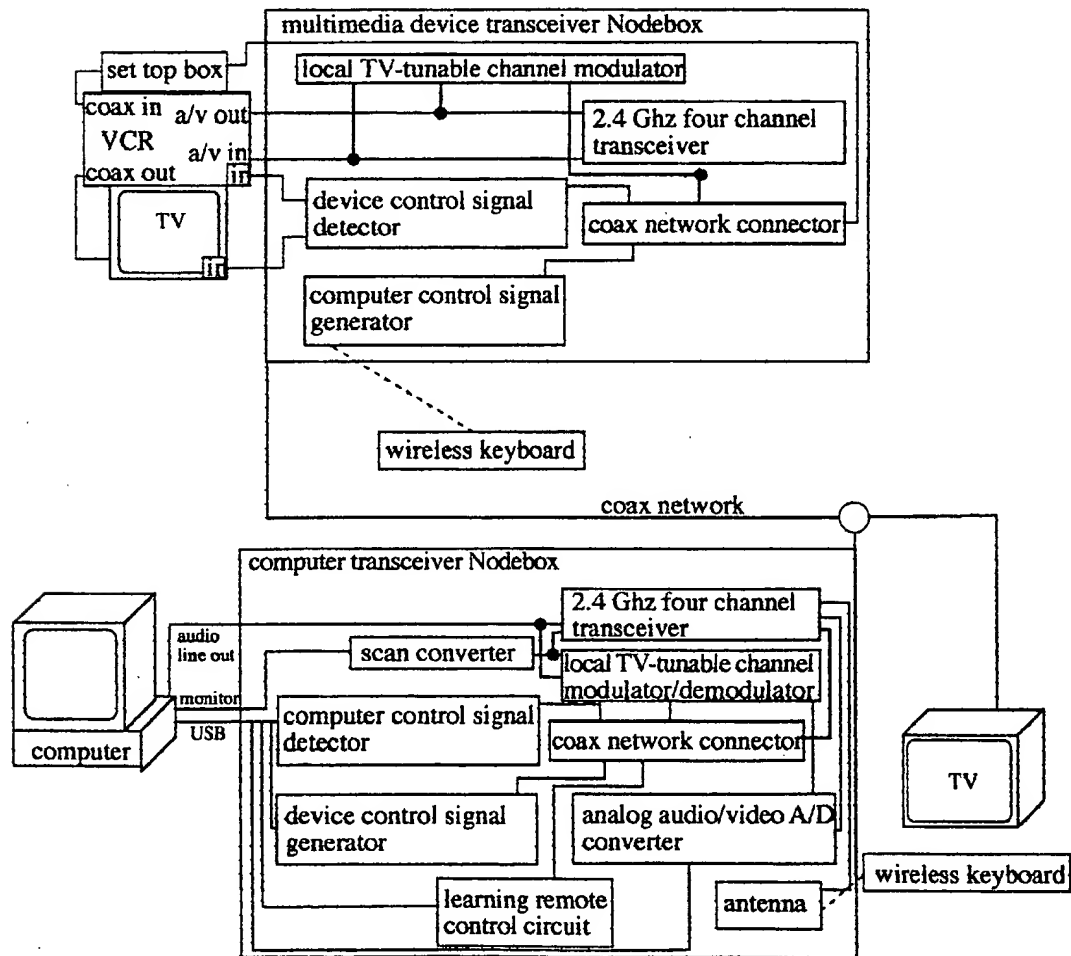 multimedia device transceiver Nodebox
set top box
local TV-tunable channel modulator
coax in
a/v out
VCR
2.4 Ghz four channel
transceiver
a/v in
coax out
in
TV
device control signal
detector
coax network connector
in
computer control signal
generator
wireless keyboard
coax network
computer transceiver Nodebox
2.4 Ghz four channel
transceiver
audio
line out
scan converter
local TV-tunable channel
modulator/demodulator
monitor
USB
computer control signal
detector
coax network connector
computer
TV
device control signal
generator
analog audio/video A/D
converter
wireless keyboard
learning remote
control circuit
antenna